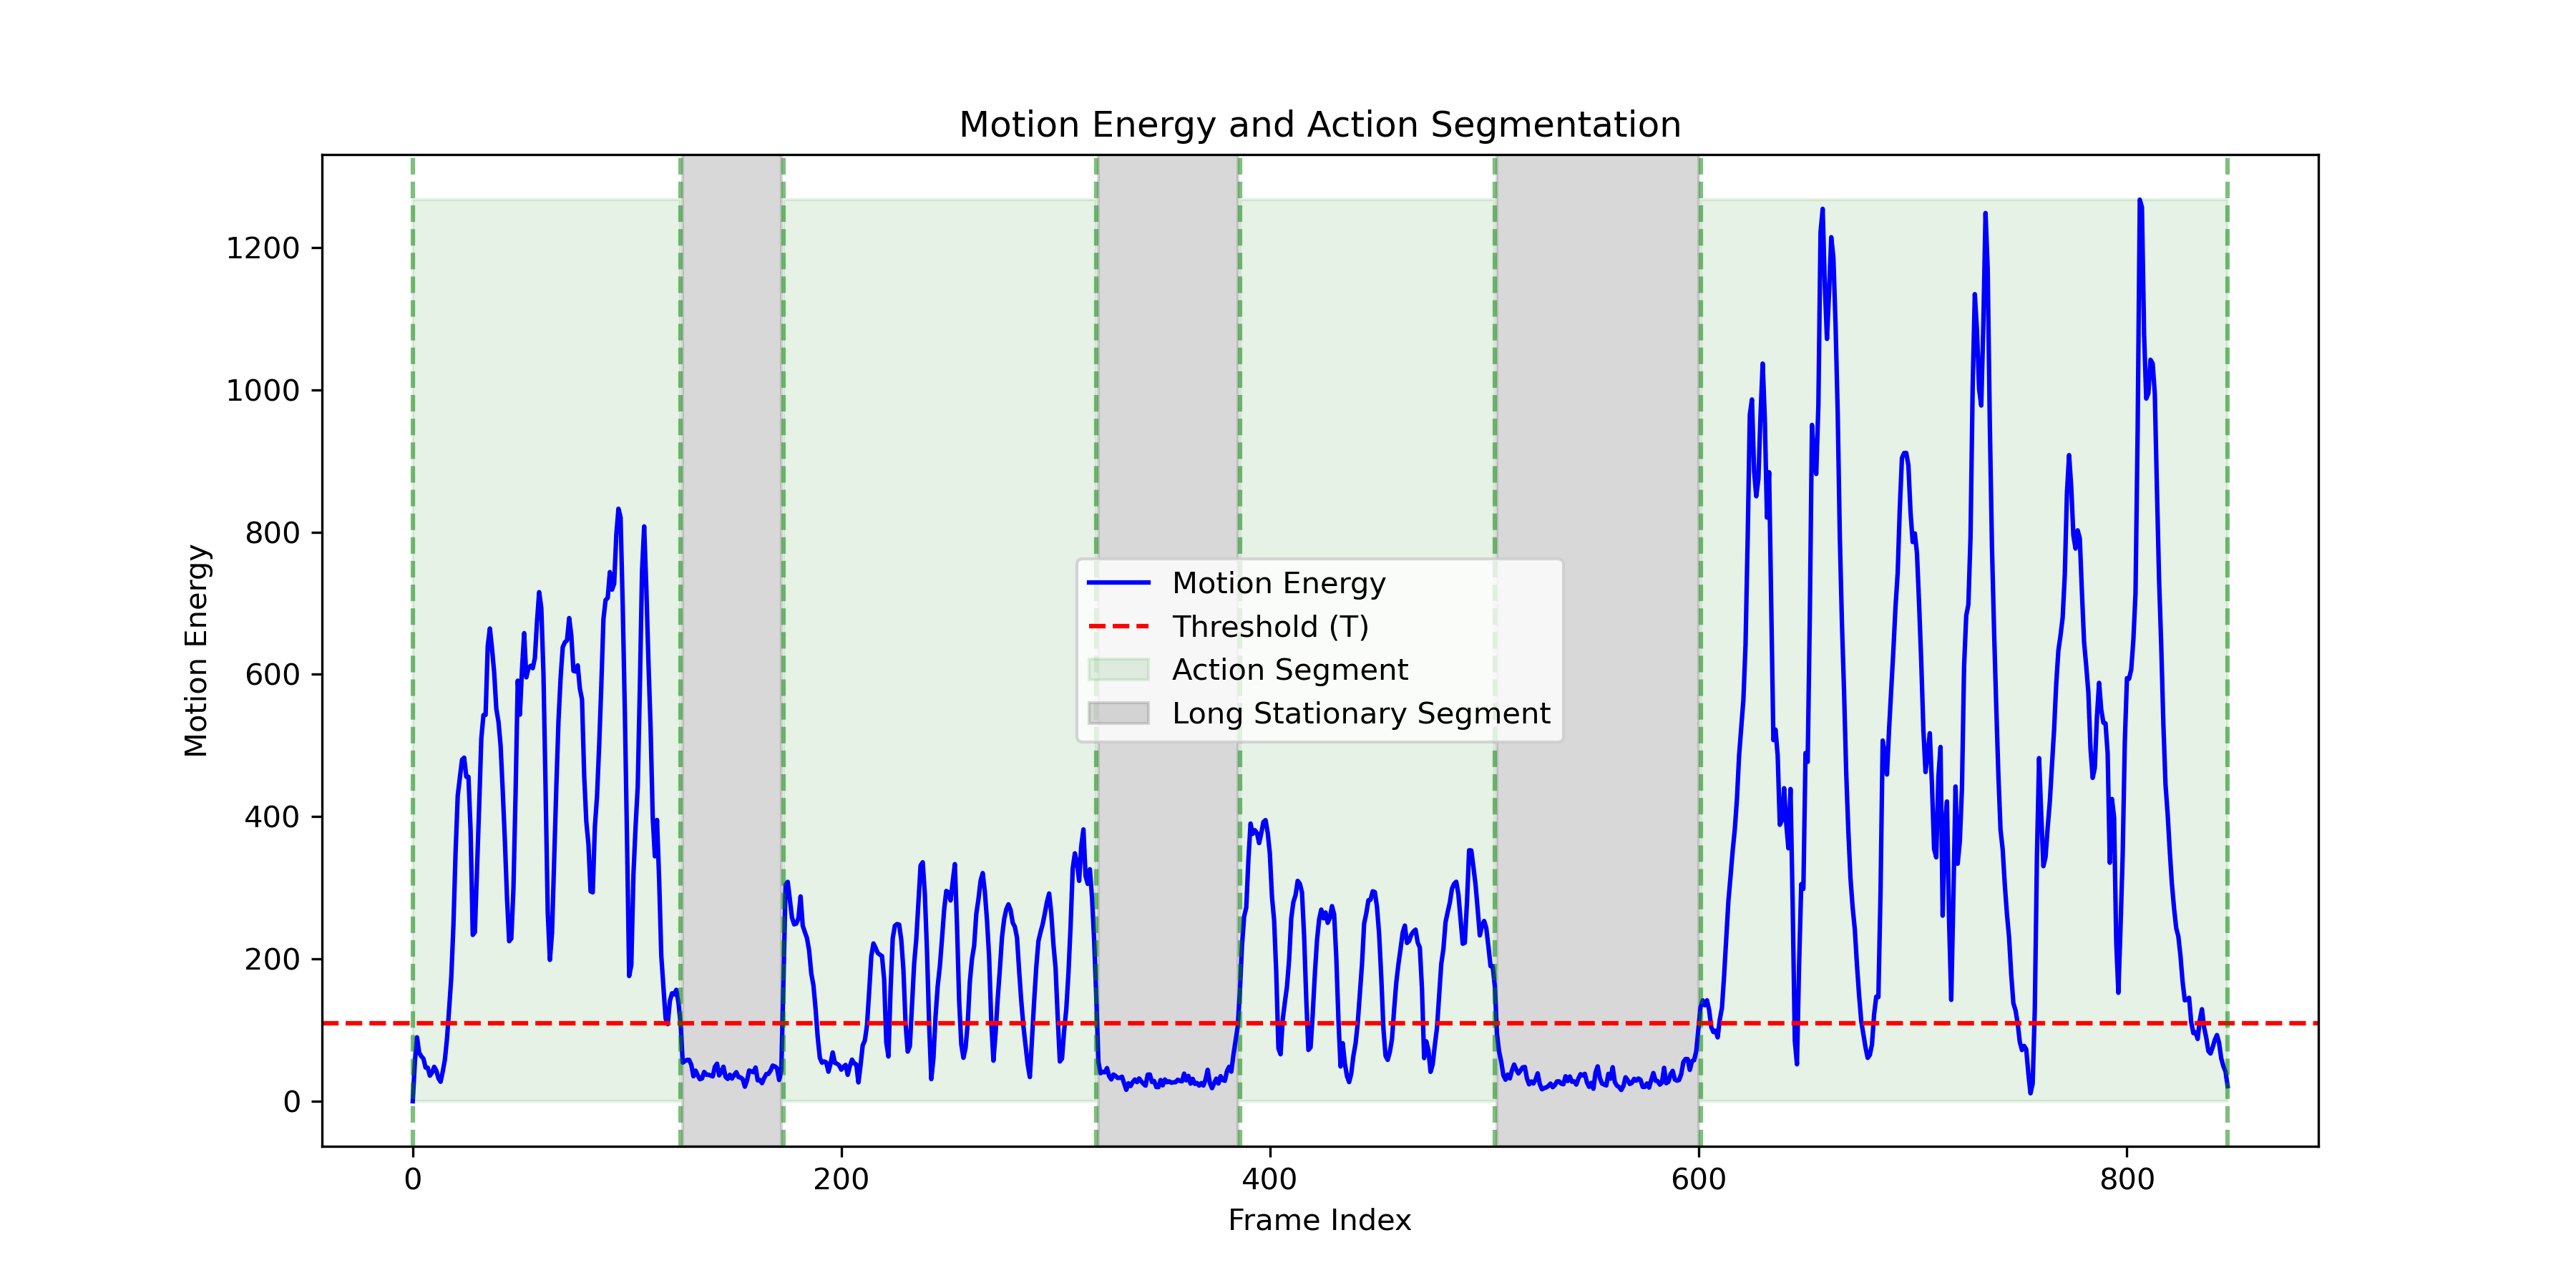 Motion Energy and Action Segmentation
Motion Energy
1200
1000
800
600
400
200
0
Motion Energy
Threshold (T)
Action Segment
Long Stationary Segment
0 200 400 600 800
Frame Index